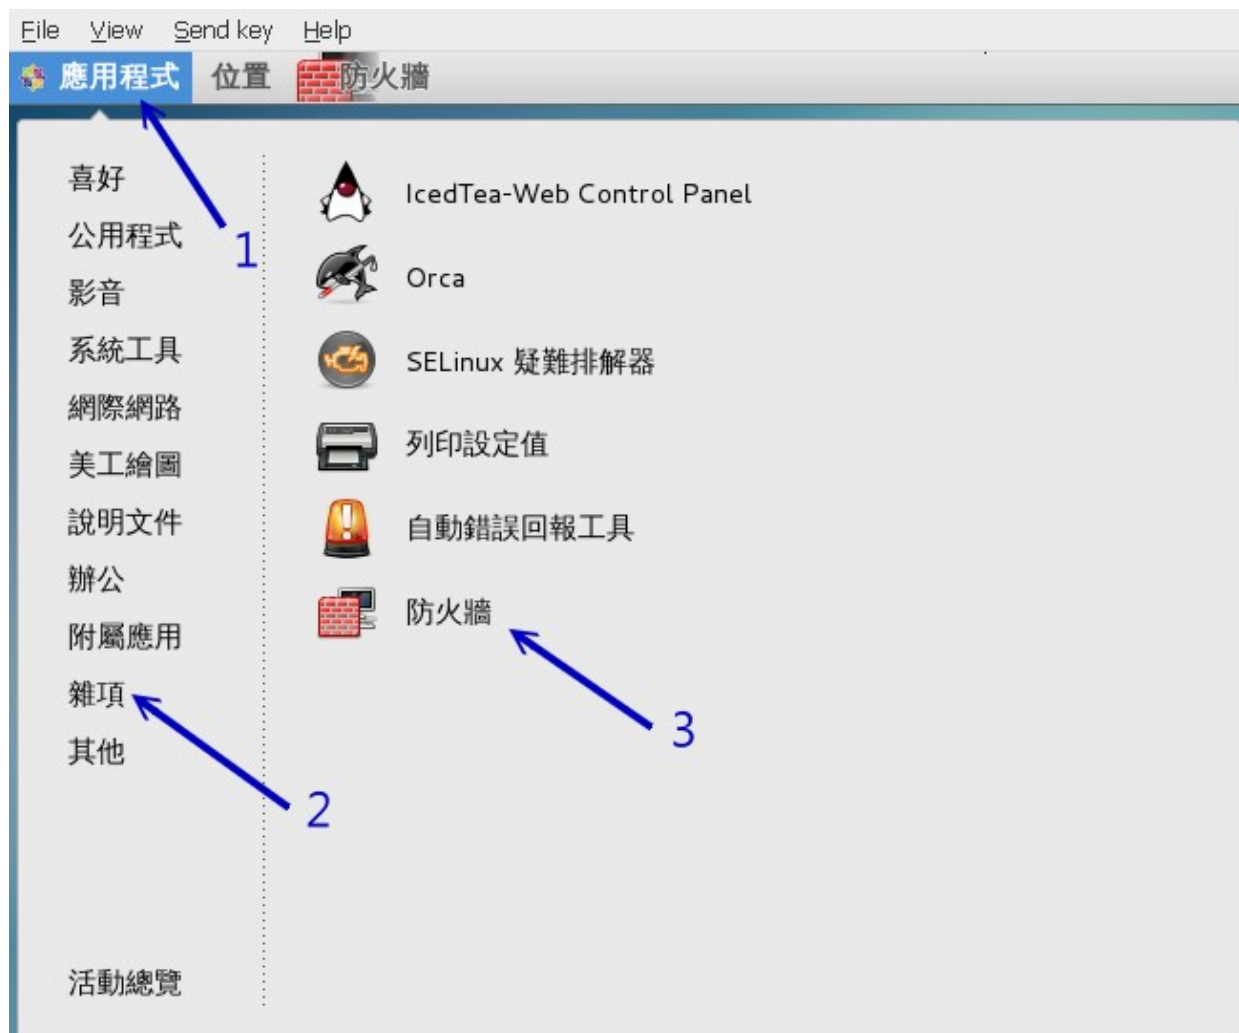 File View Send key Help
應用程式 位置 防火牆
喜好
公用程式
影音
系統工具
網際網路
美工繪圖
說明文件
辦公
附屬應用
雜項
其他
活動總覽
IcedTea-Web Control Panel
Orca
SELinux 疑難排解器
列印設定值
自動錯誤回報工具
防火牆
1
2
3